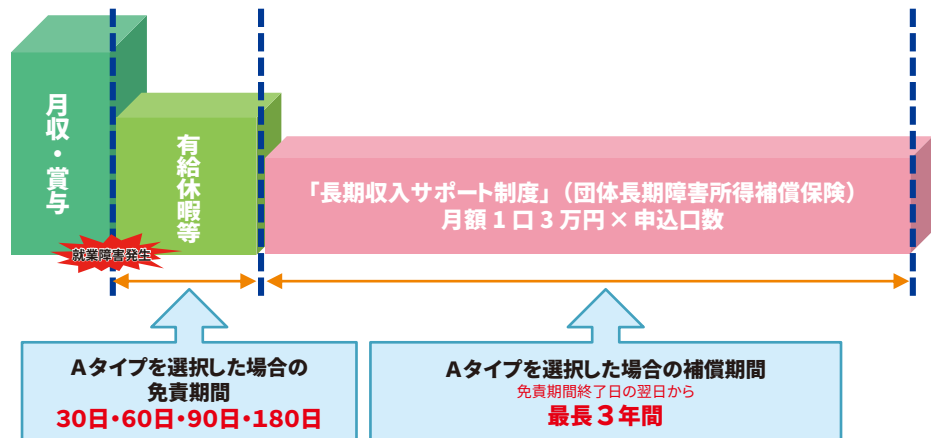 月収・賞与
有給休暇等
「長期収入サポート制度」（団体長期障害所得補償保険）
月額1口3万円×申込口数
就業障害発生
Aタイプを選択した場合の
免責期間
30日・60日・90日・180日
Aタイプを選択した場合の補償期間
免責期間終了日の翌日から
最長3年間